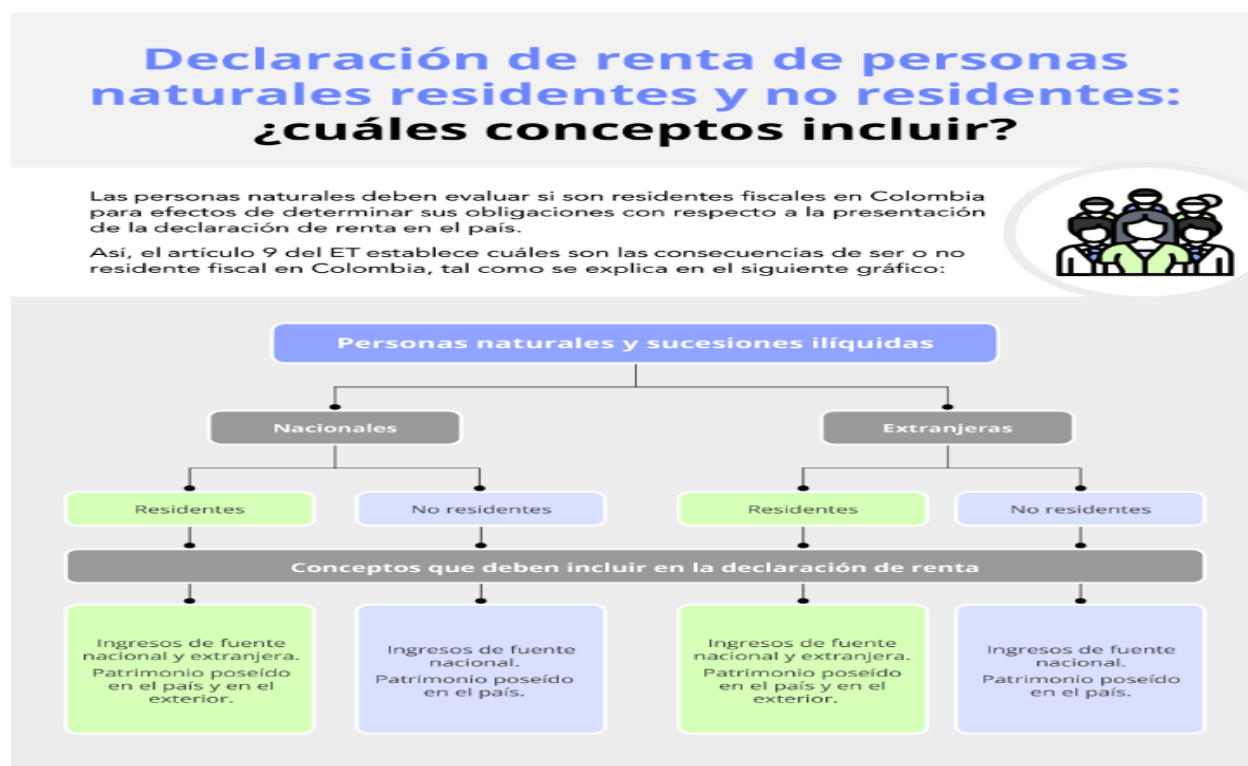 Declaración de renta de personas
naturales residentes y no residentes:
¿cuáles conceptos incluir?
Las personas naturales deben evaluar si son residentes fiscales en Colombia
para efectos de determinar sus obligaciones con respecto a la presentación
de la declaración de renta en el país.
Así, el artículo 9 del ET establece cuáles son las consecuencias de ser o no
residente fiscal en Colombia, tal como se explica en el siguiente gráfico:
Personas naturales y sucesiones ilíquidas
Nacionales
Extranjeras
Residentes
No residentes
Residentes
No residentes
Conceptos que deben incluir en la declaración de renta
Ingresos de fuente
nacional y extranjera.
Patrimonio poseído
en el país y en el
exterior.
Ingresos de fuente
nacional.
Patrimonio poseído
en el país.
Ingresos de fuente
nacional y extranjera.
Patrimonio poseído
en el país y en el
exterior.
Ingresos de fuente
nacional.
Patrimonio poseído
en el país.